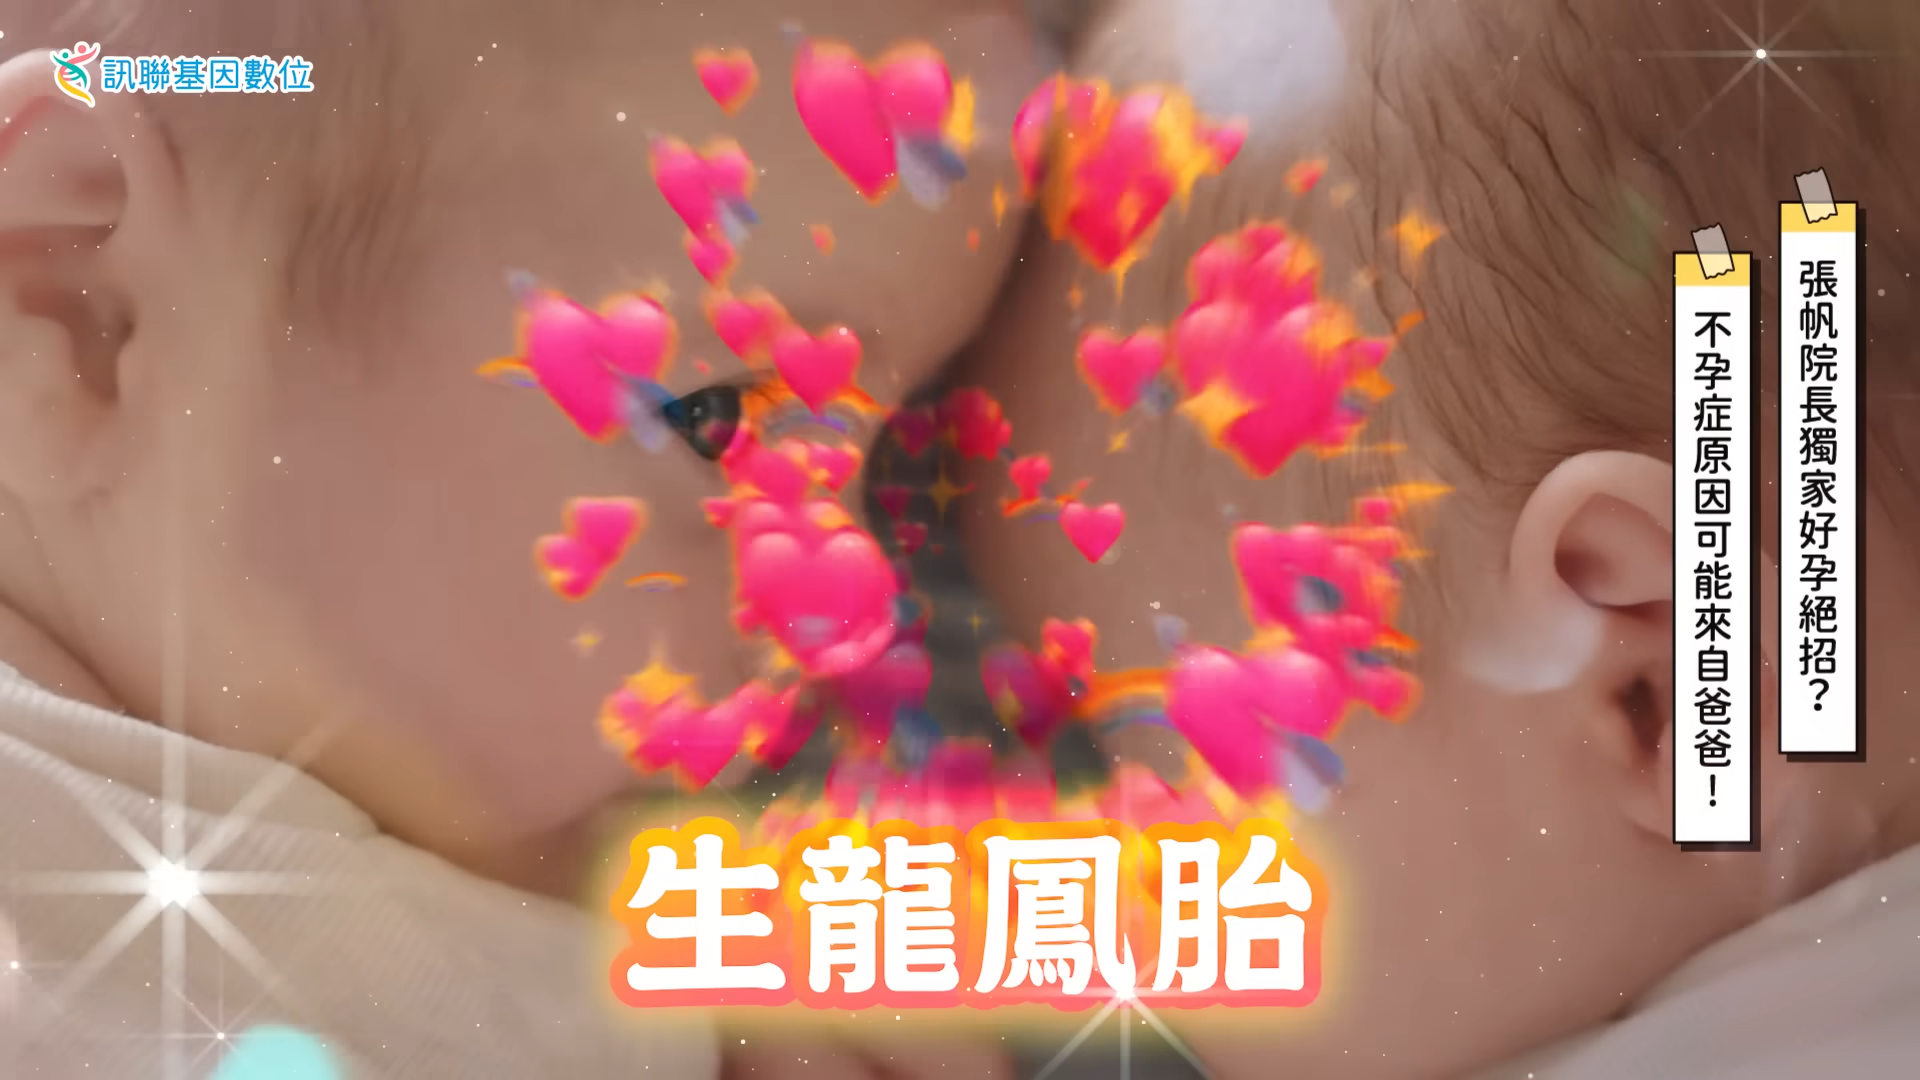 訊聯基因數位
張帆院長獨家好孕絕招？
不孕症原因可能來自爸爸！
生龍鳳胎